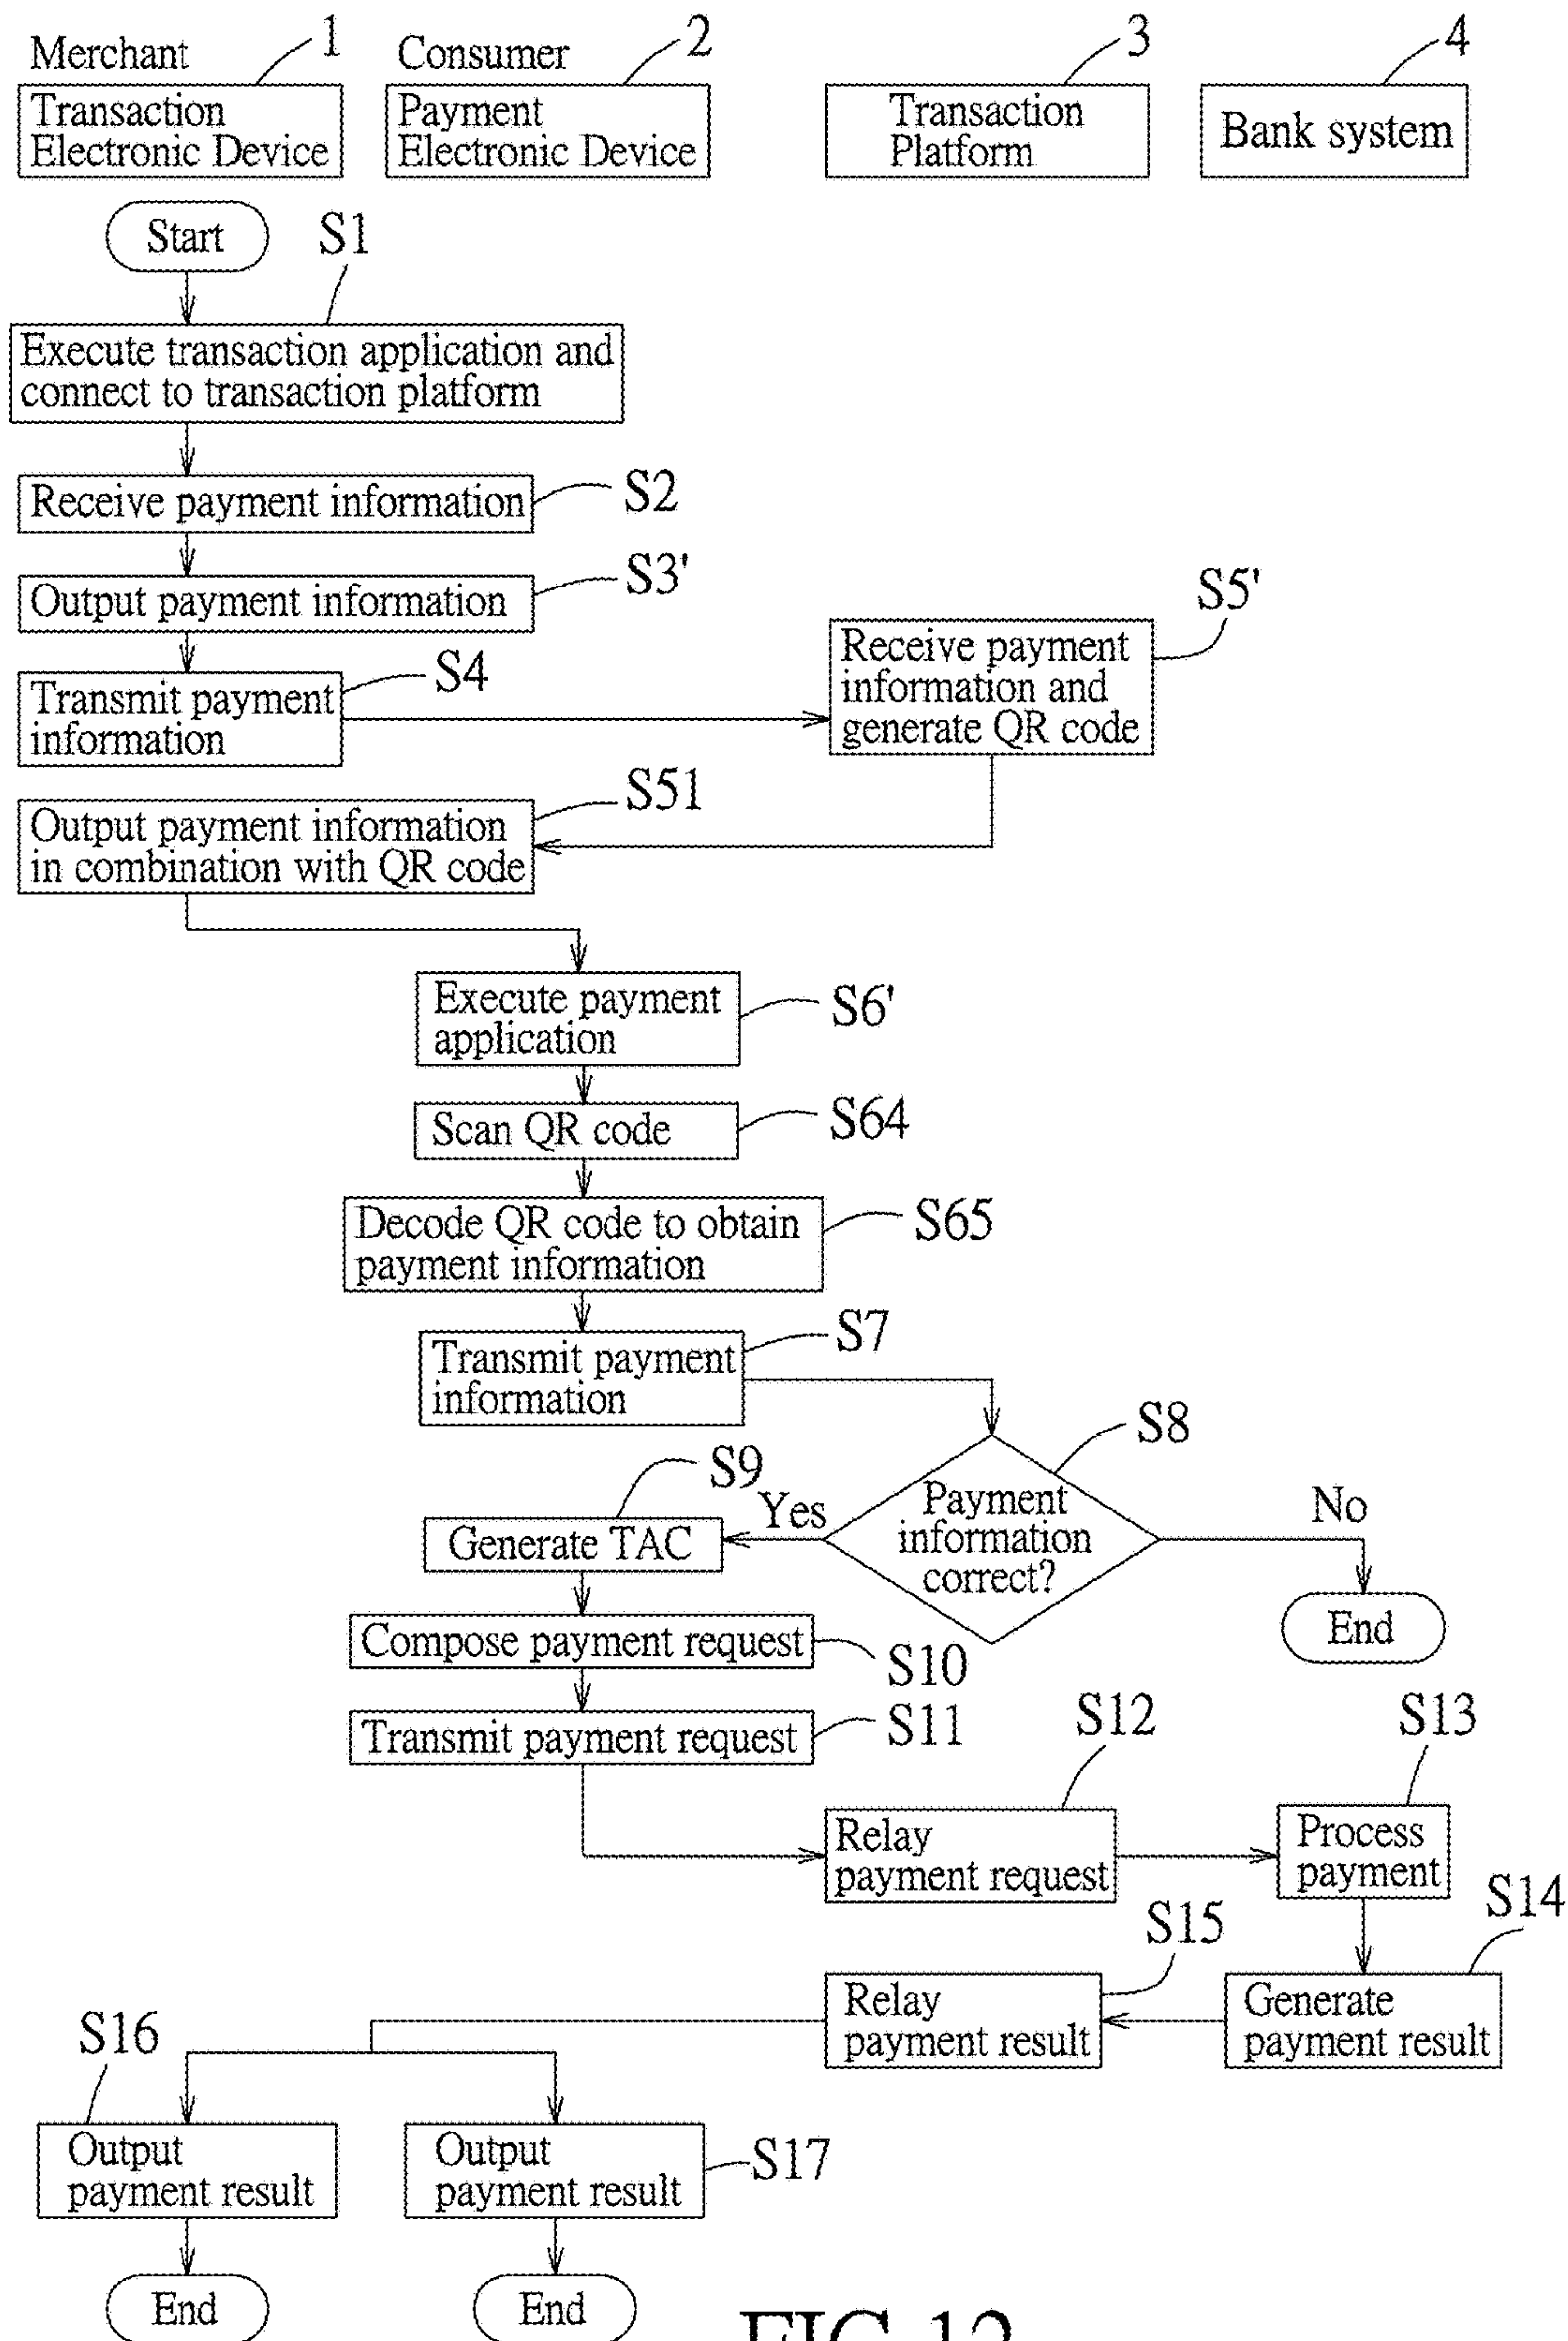 1
2
3
4
Merchant
Consumer
Transaction
Electronic Device
Payment
Electronic Device
Transaction
Platform
Bank system
Start
S1
Execute transaction application and
connect to transaction platform
Receive payment information
S2
Output payment information
S3'
Transmit payment
information
S4
S5'
Receive payment
information and
generate QR code
S51
Output payment information
in combination with QR code
Execute payment
application
S6'
Scan QR code
S64
Decode QR code to obtain
payment information
S65
Transmit payment
information
S7
S8
Payment
information
correct?
Yes
No
End
S9
Generate TAC
Compose payment request
S10
Transmit payment request
S11
S12
Relay
payment request
S13
Process
payment
S14
Generate
payment result
S15
Relay
payment result
S16
Output
payment result
Output
payment result
S17
End
End
FIG.12